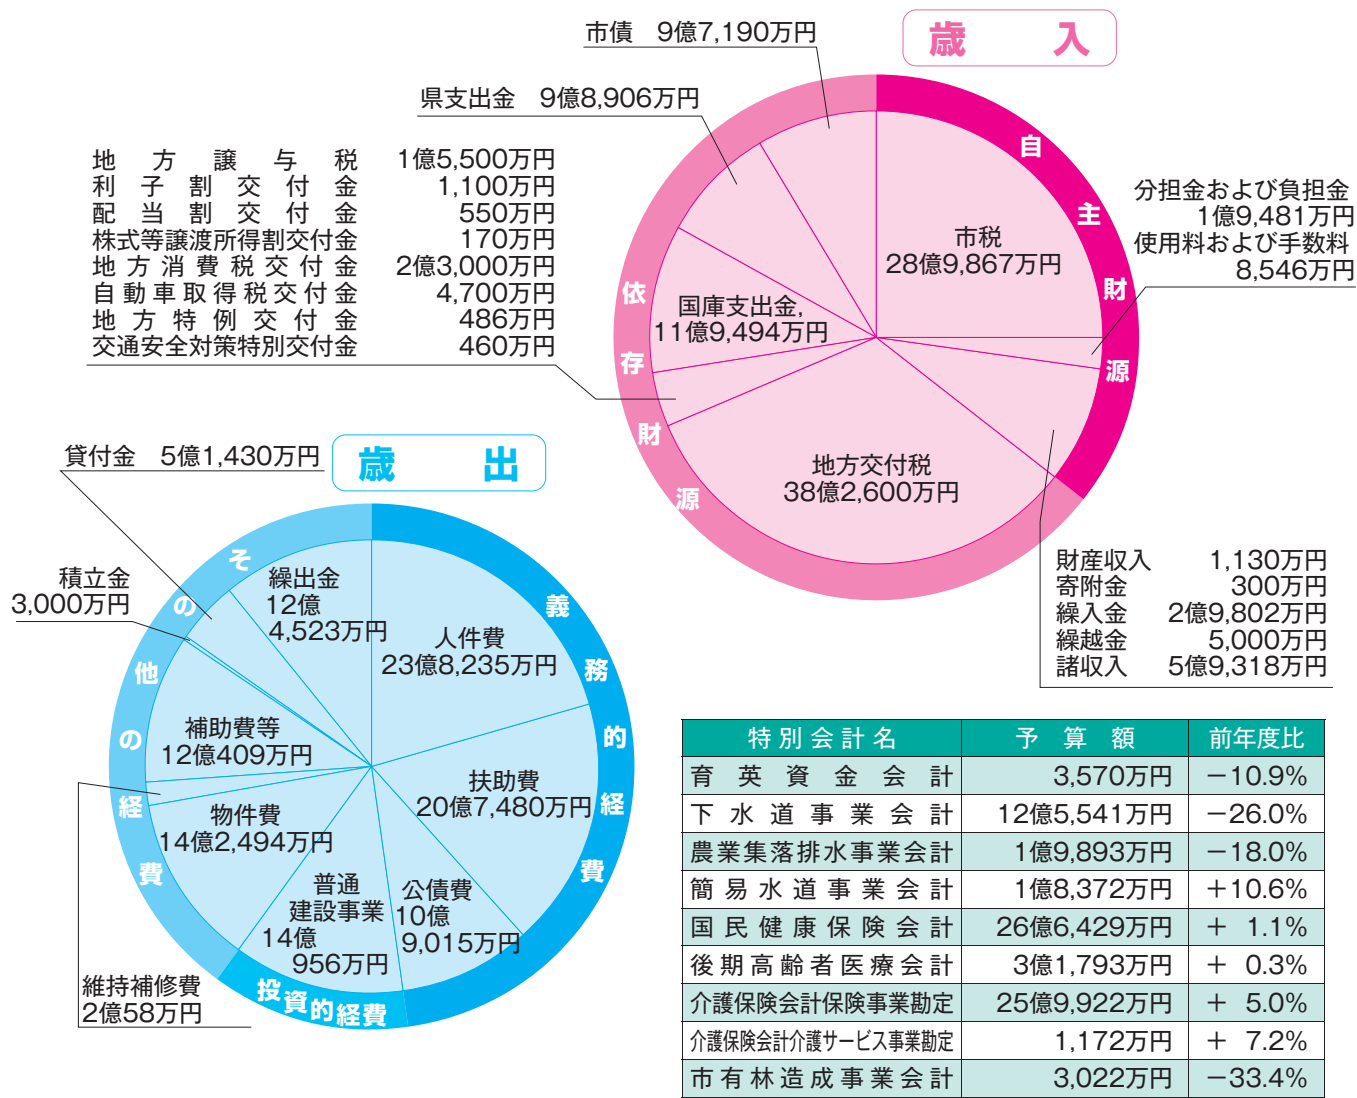 歳入
市債 9億7,190万円
県支出金 9億8,906万円
地方譲与税 1億5,500万円
利子割交付金 1,100万円
配当割交付金 550万円
株式等譲渡所得割交付金 170万円
地方消費税交付金 2億3,000万円
自動車取得税交付金 4,700万円
地方特例交付金 486万円
交通安全対策特別交付金 460万円
自主財源
分担金および負担金
1億9,481万円
使用料および手数料
8,546万円
市税
28億9,867万円
依存財源
国庫支出金,
11億9,494万円
地方交付税
38億2,600万円
財産収入 1,130万円
寄附金 300万円
繰入金 2億9,802万円
繰越金 5,000万円
諸収入 5億9,318万円
歳出
貸付金 5億1,430万円
積立金
3,000万円
その他の経費
繰出金
12億
4,523万円
義務的経費
人件費
23億8,235万円
補助費等
12億409万円
扶助費
20億7,480万円
物件費
14億2,494万円
普通
建設事業
14億
956万円
公債費
10億
9,015万円
投資的経費
維持補修費
2億58万円
特別会計名 予算額 前年度比
育英資金会計 3,570万円 −10.9%
下水道事業会計 12億5,541万円 −26.0%
農業集落排水事業会計 1億9,893万円 −18.0%
簡易水道事業会計 1億8,372万円 +10.6%
国民健康保険会計 26億6,429万円 + 1.1%
後期高齢者医療会計 3億1,793万円 + 0.3%
介護保険会計保険事業勘定 25億9,922万円 + 5.0%
介護保険会計介護サービス事業勘定 1,172万円 + 7.2%
市有林造成事業会計 3,022万円 −33.4%